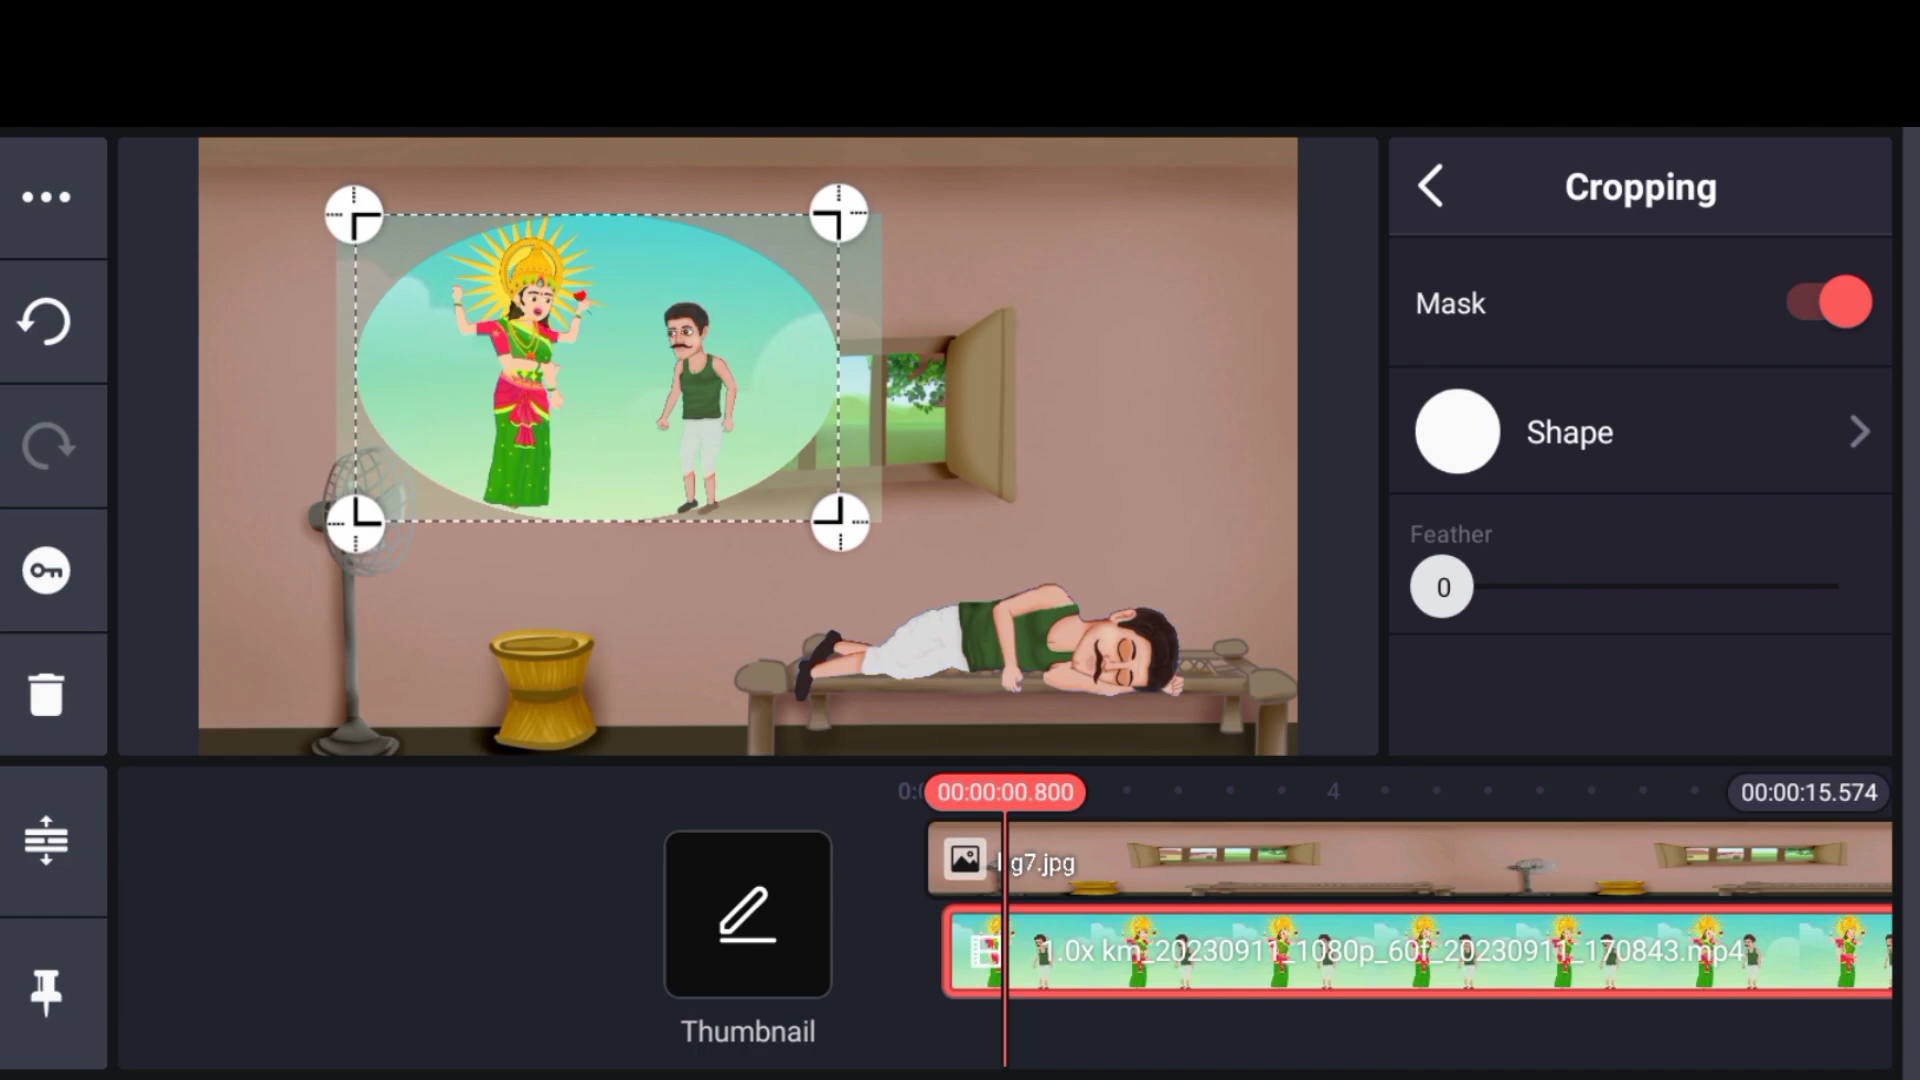 Cropping
Mask
Shape
Feather
0
00:00:00.800
4
00:00:15.574
g7.jpg
1.0x km_20230911_1080p_60f_20230911_170843.mp4
Thumbnail